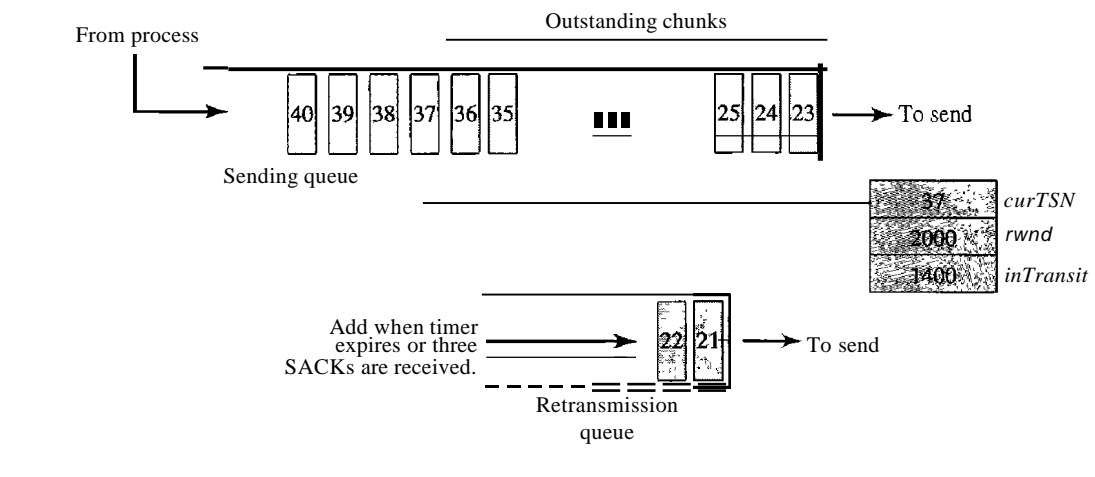 Outstanding chunks
From process
40 39 38 37 36 35 25 24 23
To send
Sending queue
37 curTSN
2000 rwnd
1400 inTransit
Add when timer
expires or three
SACKs are received.
22 21
To send
Retransmission
queue